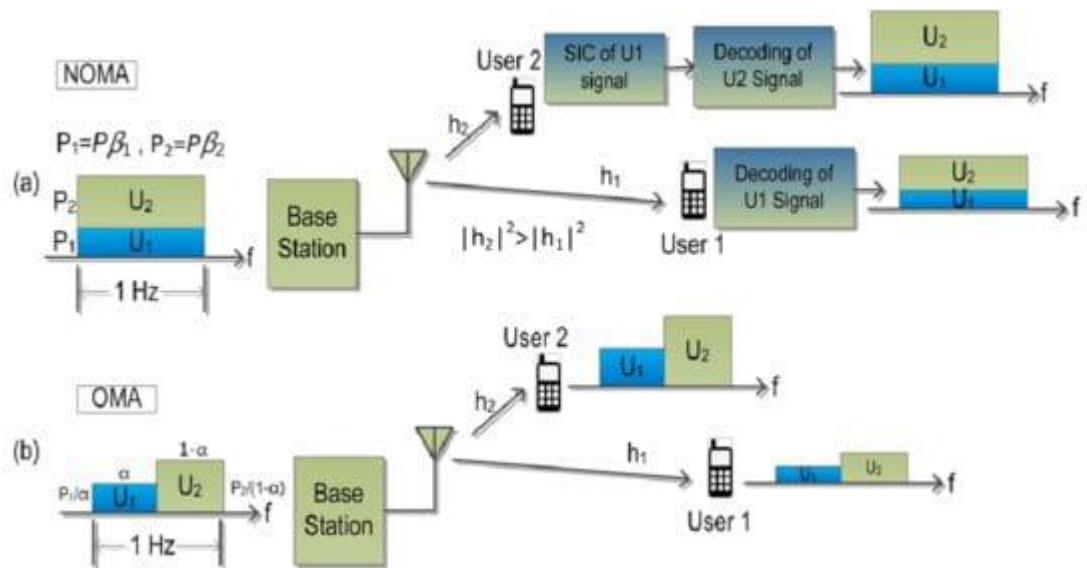 NOMA
P₁=Pβ₁ , P₂=Pβ₂
(a)
P₂
U₂
P₁
U₁
f
1 Hz
Base
Station
h₂
User 2
SIC of U1
signal
Decoding of
U2 Signal
U₂
U₁
f
h₁
|h₂|²>|h₁|²
User 1
Decoding of
U1 Signal
U₂
U₁
f
OMA
(b)
α
1-α
P₁/α
U₁
U₂
P₂/(1-α)
f
1 Hz
Base
Station
h₂
User 2
U₁
U₂
f
h₁
User 1
U₁
U₂
f